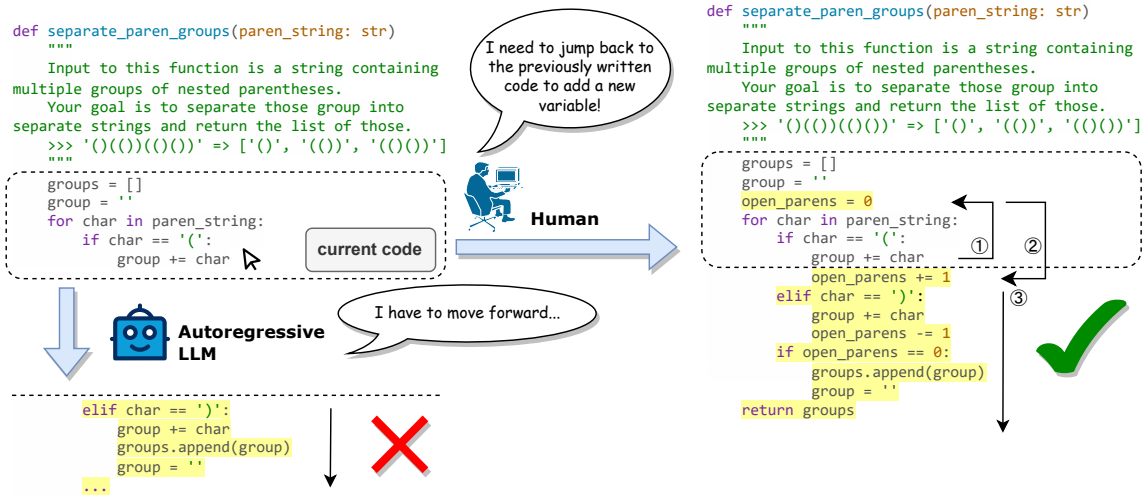 def separate_paren_groups(paren_string: str)
"""
Input to this function is a string containing
multiple groups of nested parentheses.
Your goal is to separate those group into
separate strings and return the list of those.
>>> '()(())(()())' => ['()', '(())', '(()())']
"""
groups = []
group = ''
for char in paren_string:
if char == '(':
group += char
current code
I need to jump back to
the previously written
code to add a new
variable!
Human
Autoregressive
LLM
I have to move forward...
elif char == ')':
group += char
groups.append(group)
group = ''
...
def separate_paren_groups(paren_string: str)
"""
Input to this function is a string containing
multiple groups of nested parentheses.
Your goal is to separate those group into
separate strings and return the list of those.
>>> '()(())(()())' => ['()', '(())', '(()())']
"""
groups = []
group = ''
open_parens = 0
for char in paren_string:
if char == '(':
group += char
① ②
open_parens += 1
③
elif char == ')':
group += char
open_parens -= 1
if open_parens == 0:
groups.append(group)
group = ''
return groups